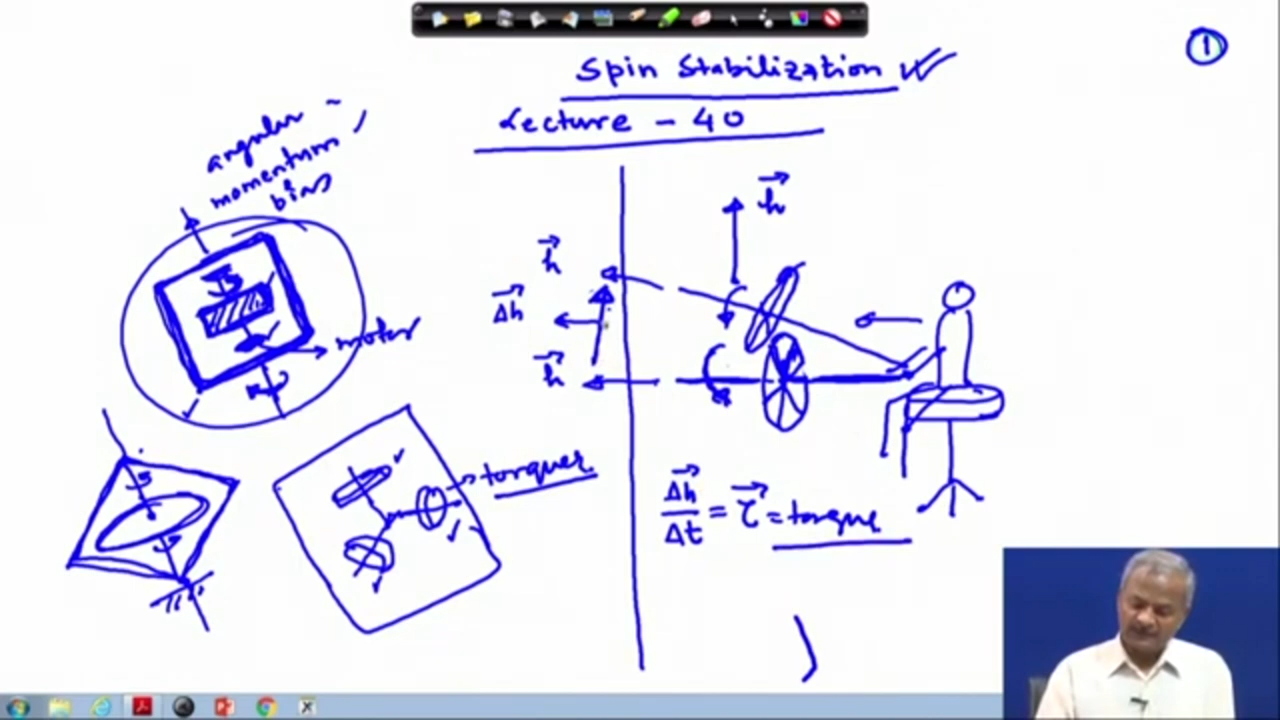 ①
Spin Stabilization
Lecture - 40
angular
momentum
bias
motor
torquer
→h
→h
→Δh
→h
→Δh/Δt = →τ = torque